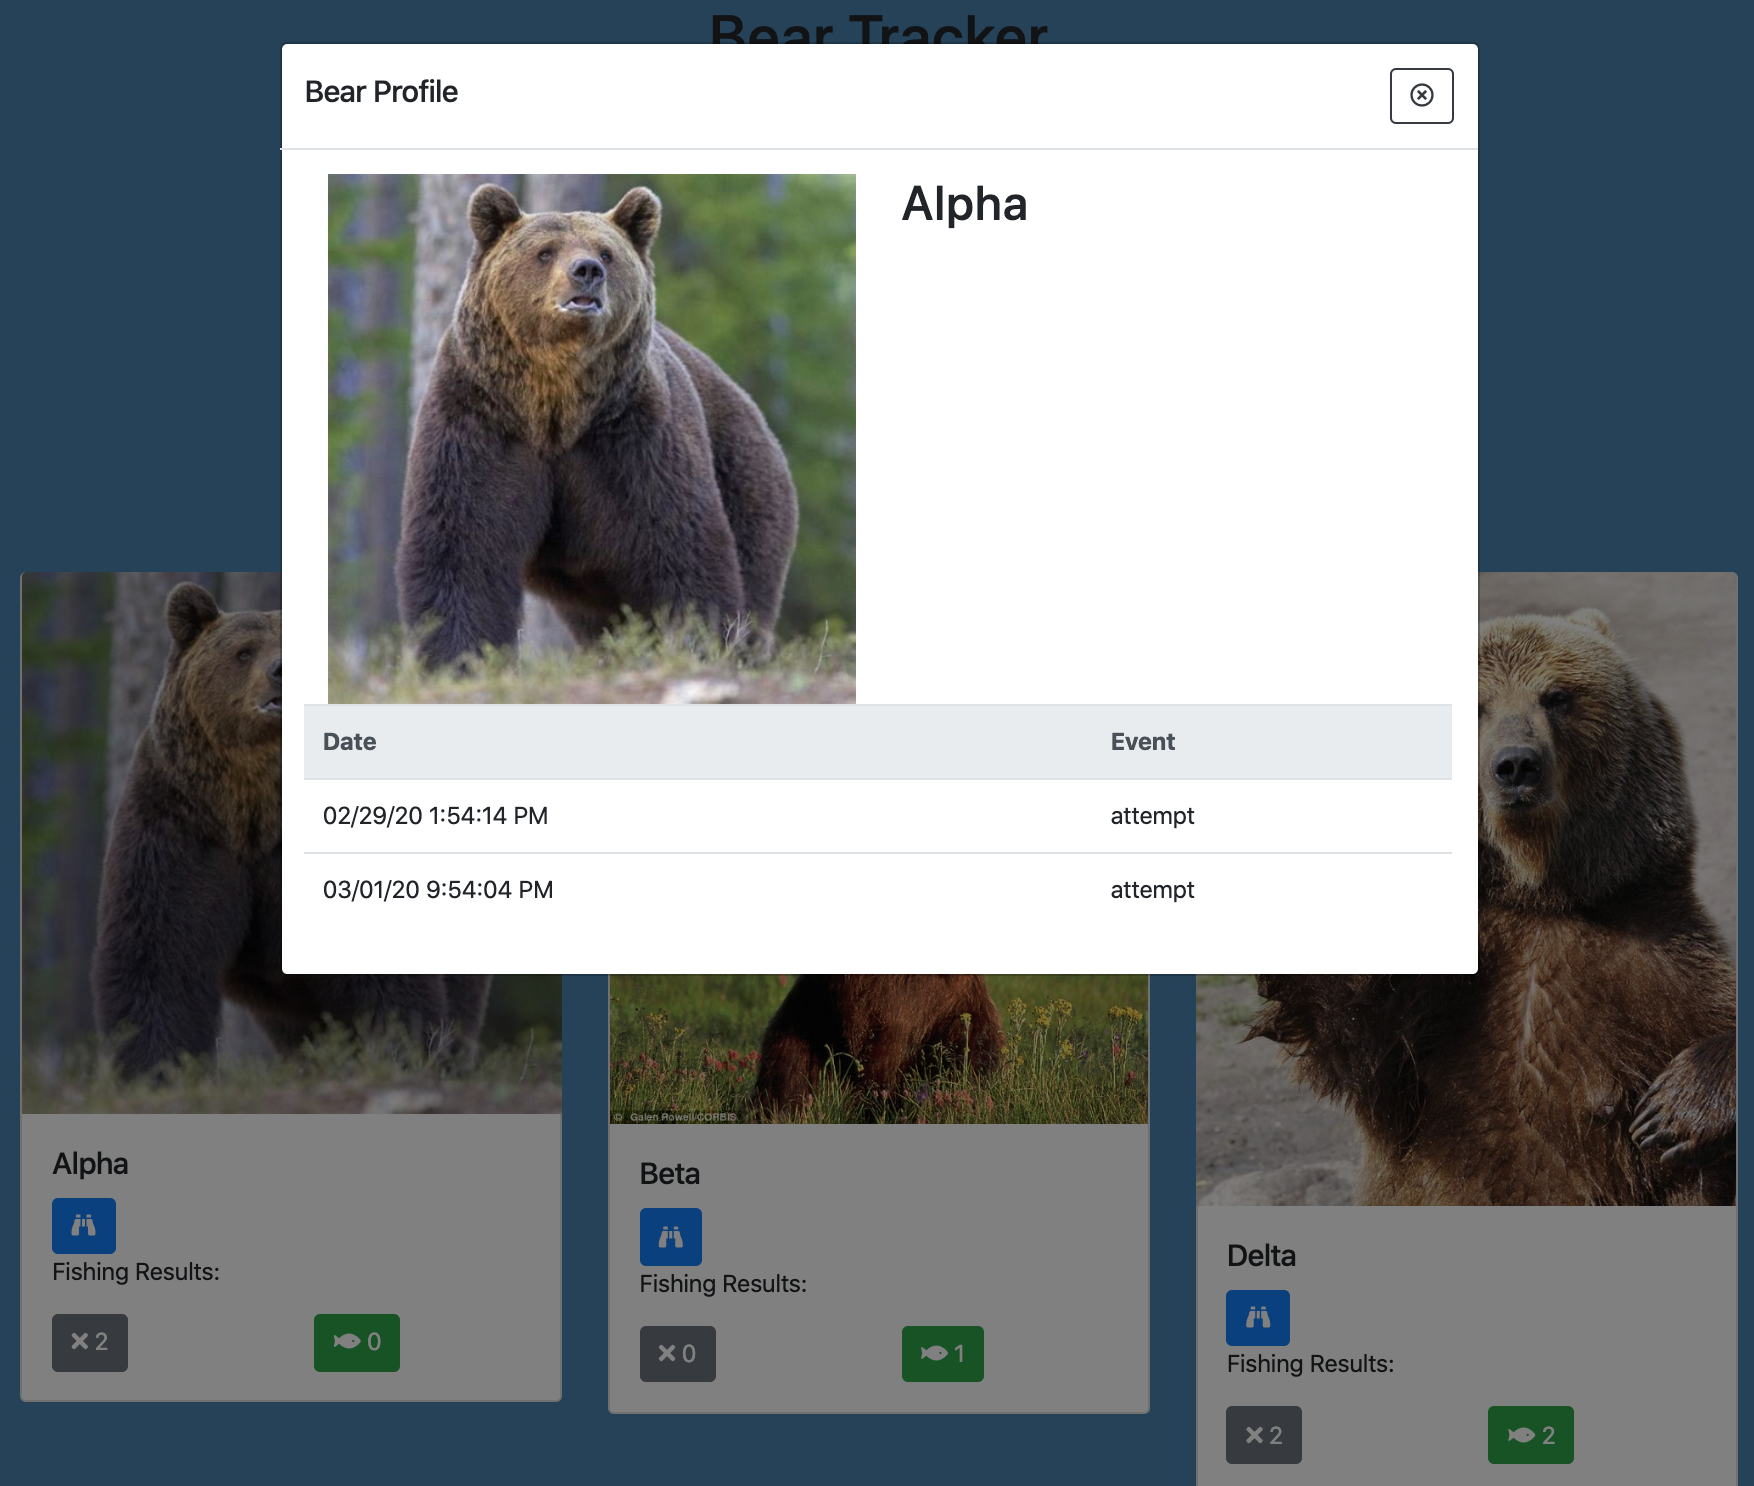 Bear Tracker
Bear Profile
Alpha
Date Event
02/29/20 1:54:14 PM attempt
03/01/20 9:54:04 PM attempt
© Galen Rowell/CORBIS
Alpha
Fishing Results:
2 0
Beta
Fishing Results:
0 1
Delta
Fishing Results:
2 2